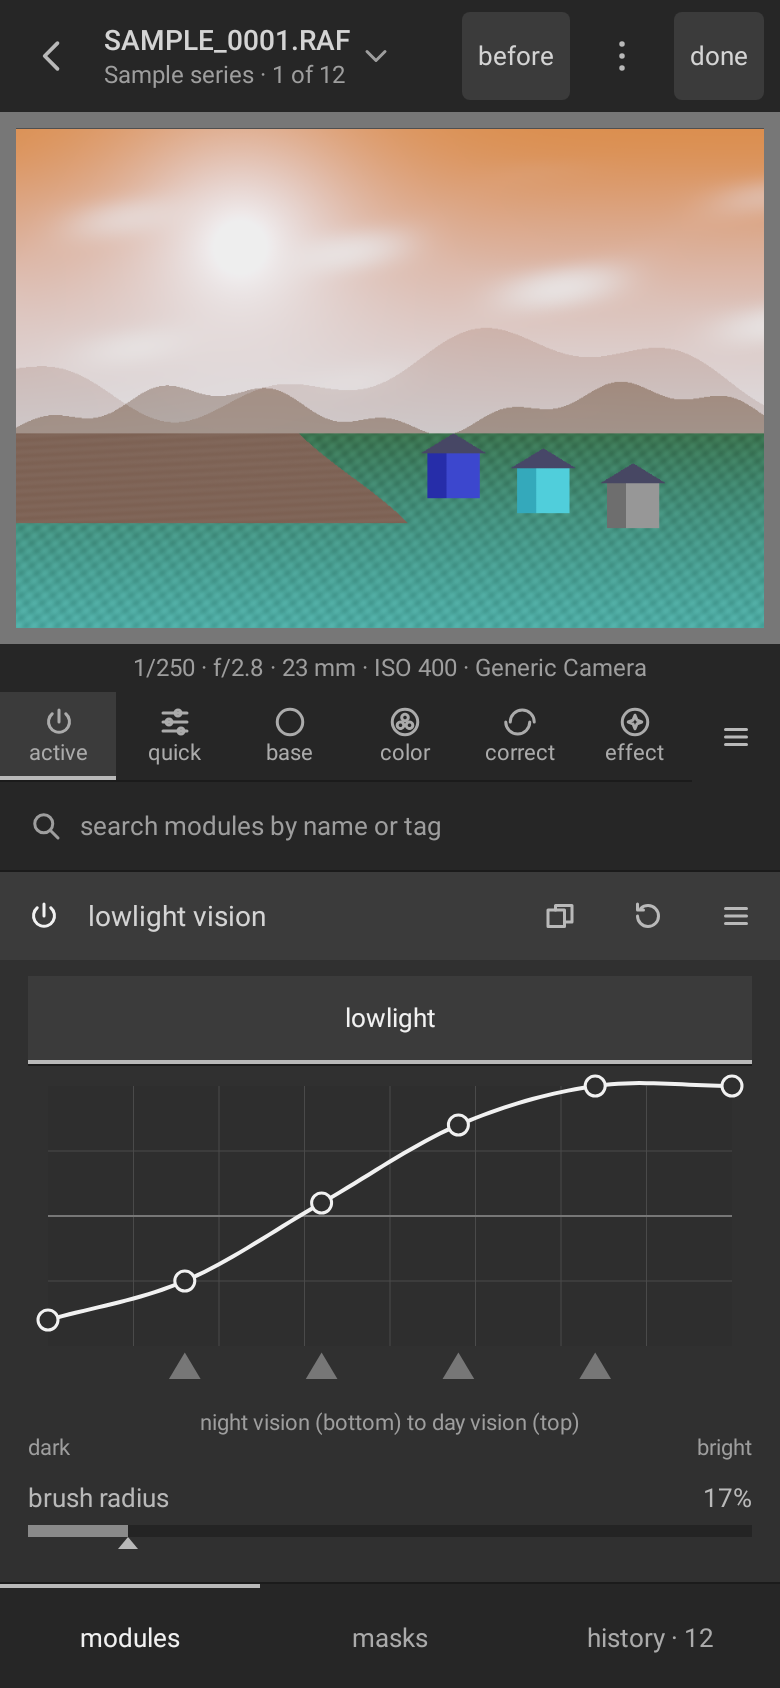 SAMPLE_0001.RAF
Sample series · 1 of 12
before
done
1/250 · f/2.8 · 23 mm · ISO 400 · Generic Camera
active
quick
base
color
correct
effect
search modules by name or tag
lowlight vision
lowlight
night vision (bottom) to day vision (top)
dark
bright
brush radius
17%
modules
masks
history · 12